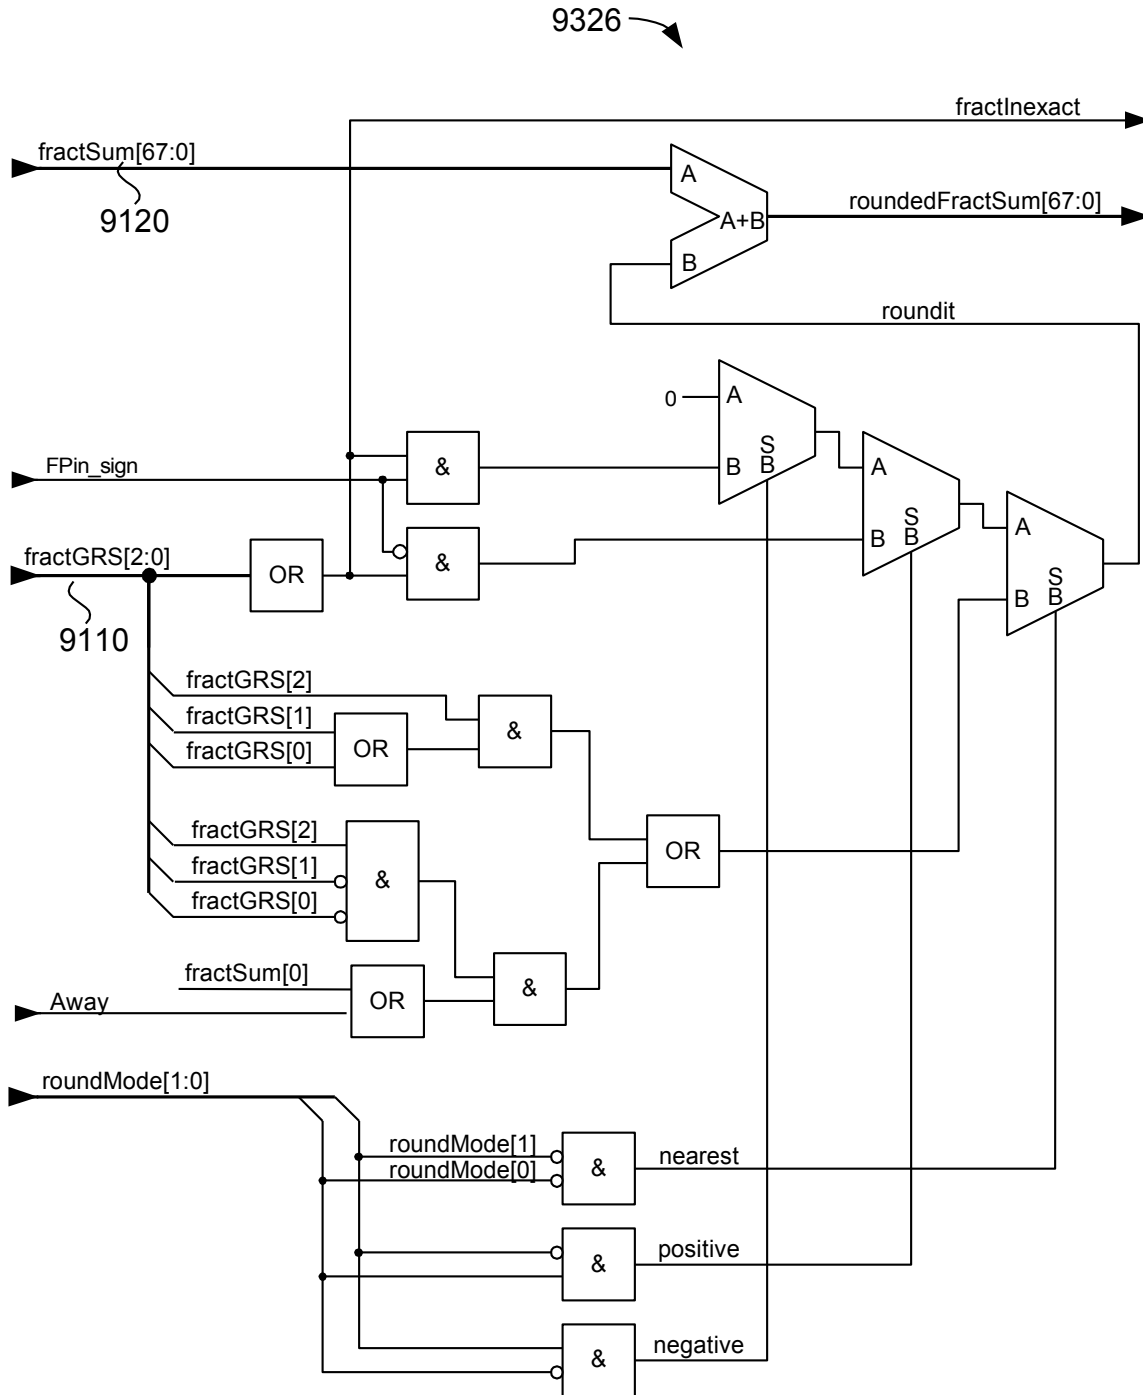 9326
fractInexact
fractSum[67:0]
9120
A
A+B
B
roundedFractSum[67:0]
roundit
0
A
S
B
B
FPin_sign
&
A
S
B
B
fractGRS[2:0]
9110
OR
&
A
S
B
B
fractGRS[2]
fractGRS[1]
fractGRS[0]
OR
&
fractGRS[2]
fractGRS[1]
fractGRS[0]
&
OR
fractSum[0]
Away
OR
&
roundMode[1:0]
roundMode[1]
roundMode[0]
&
nearest
&
positive
&
negative